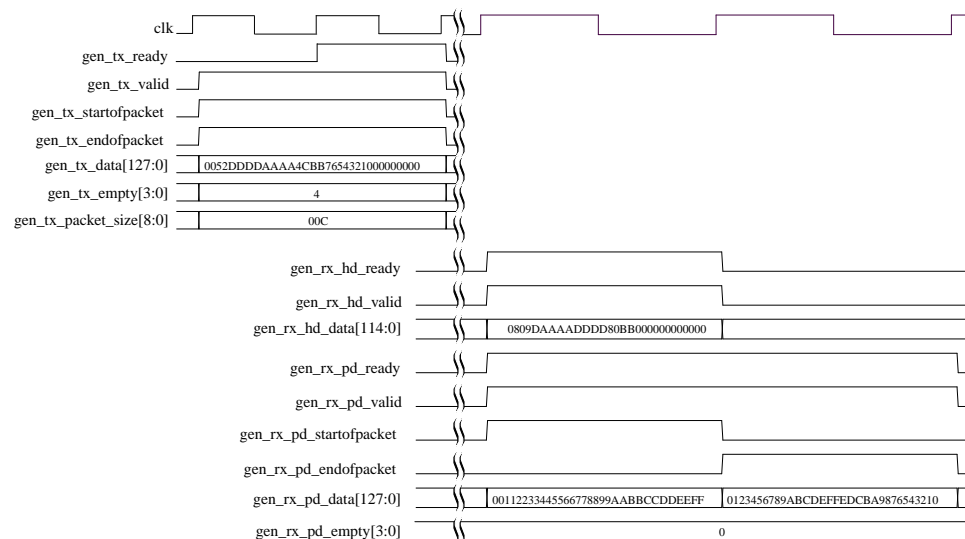 clk
gen_tx_ready
gen_tx_valid
gen_tx_startofpacket
gen_tx_endofpacket
gen_tx_data[127:0] 0052DDDDAAAA4CBB7654321000000000
gen_tx_empty[3:0] 4
gen_tx_packet_size[8:0] 00C
gen_rx_hd_ready
gen_rx_hd_valid
gen_rx_hd_data[114:0] 0809DAAAADDDD80BB000000000000
gen_rx_pd_ready
gen_rx_pd_valid
gen_rx_pd_startofpacket
gen_rx_pd_endofpacket
gen_rx_pd_data[127:0] 00112233445566778899AABBCCDDEEFF 0123456789ABCDEFFEDCBA9876543210
gen_rx_pd_empty[3:0] 0